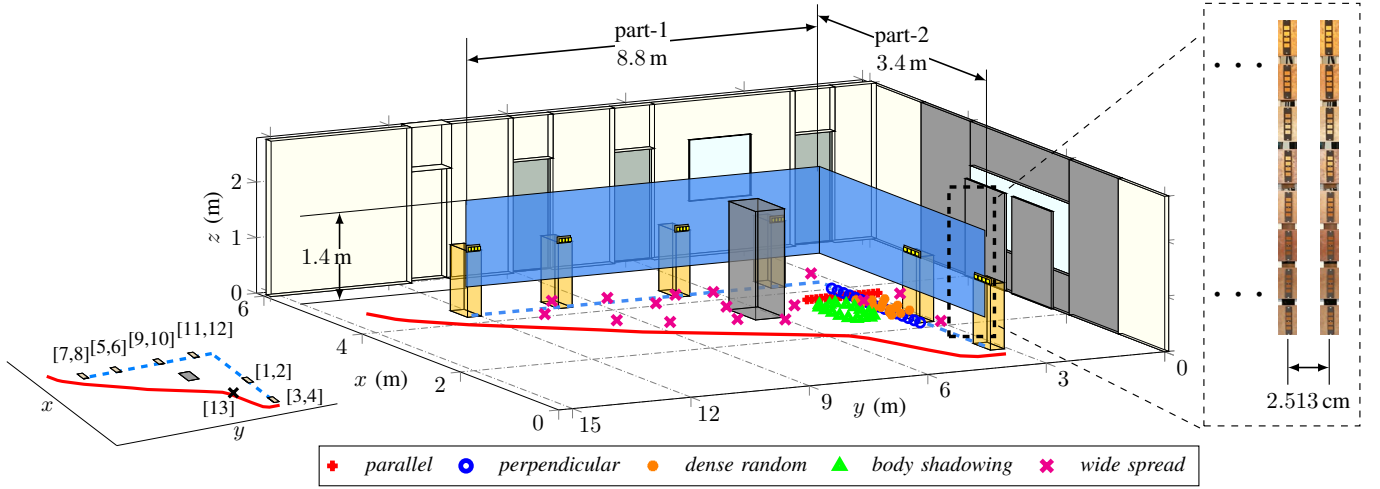 part-1
8.8 m
part-2
3.4 m
z (m)
2
1
0
1.4 m
6
4
2
0
x (m)
15
12
9
6
3
0
y (m)
[11,12]
[9,10]
[5,6]
[7,8]
[1,2]
[3,4]
[13]
x
y
2.513 cm
parallel perpendicular dense random body shadowing wide spread